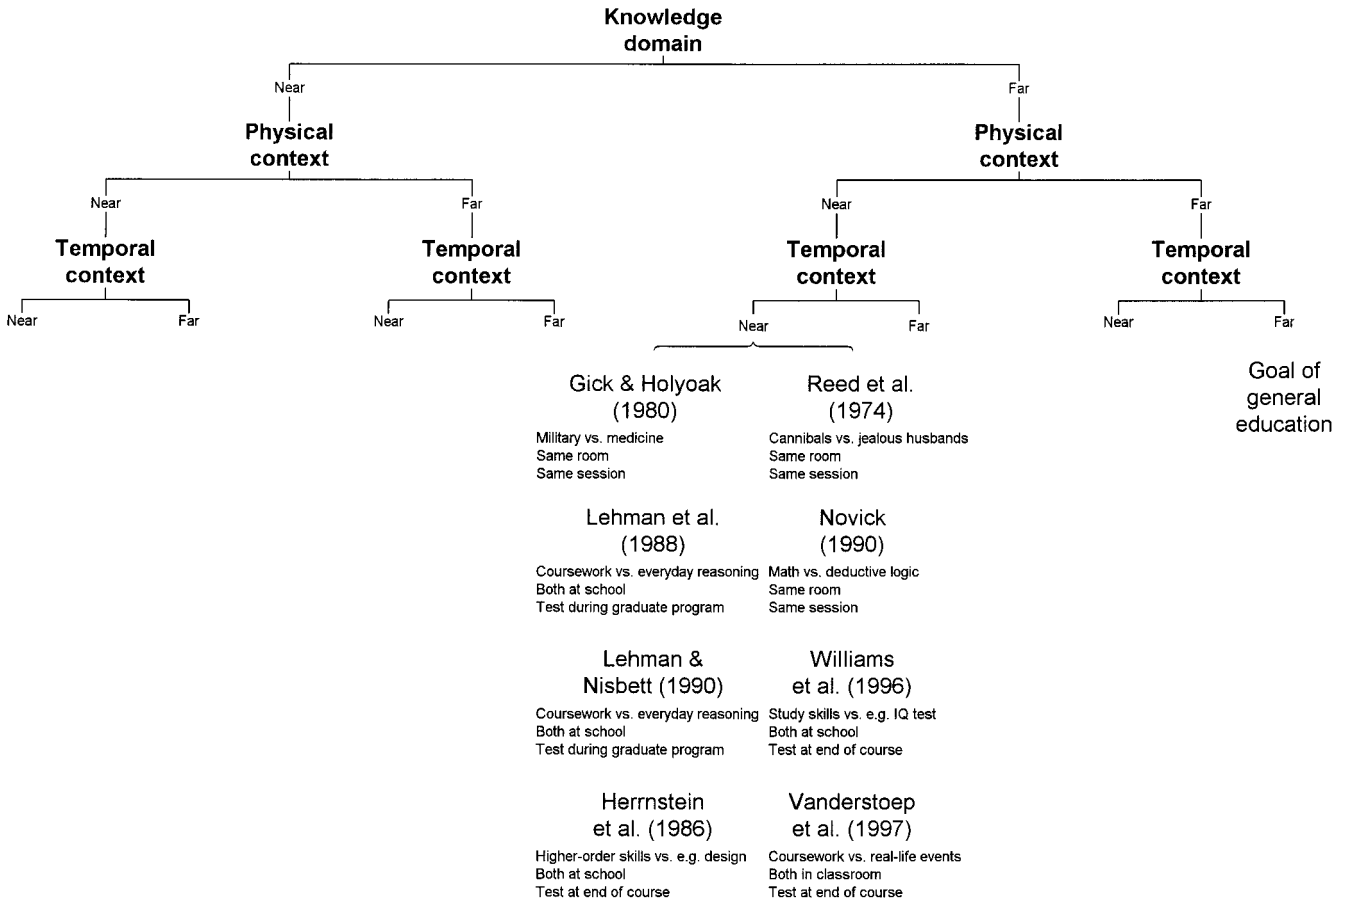 Knowledge
domain
Near
Far
Physical
context
Physical
context
Near
Far
Near
Far
Temporal
context
Temporal
context
Temporal
context
Temporal
context
Near
Far
Near
Far
Near
Far
Near
Far
Goal of
general
education
Gick & Holyoak
(1980)
Military vs. medicine
Same room
Same session
Reed et al.
(1974)
Cannibals vs. jealous husbands
Same room
Same session
Lehman et al.
(1988)
Coursework vs. everyday reasoning
Both at school
Test during graduate program
Novick
(1990)
Math vs. deductive logic
Same room
Same session
Lehman &
Nisbett (1990)
Coursework vs. everyday reasoning
Both at school
Test during graduate program
Williams
et al. (1996)
Study skills vs. e.g. IQ test
Both at school
Test at end of course
Herrnstein
et al. (1986)
Higher-order skills vs. e.g. design
Both at school
Test at end of course
Vanderstoep
et al. (1997)
Coursework vs. real-life events
Both in classroom
Test at end of course